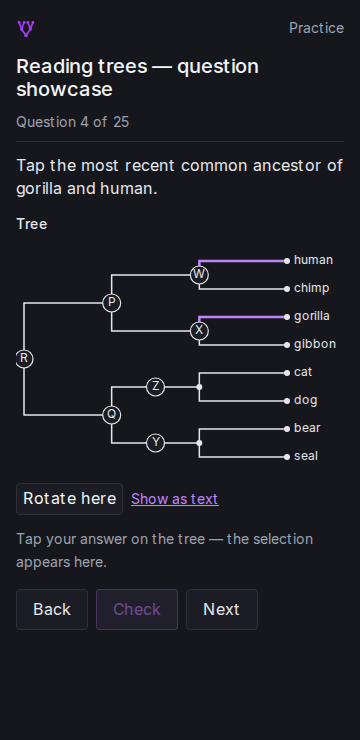 Practice
Reading trees — question
showcase
Question 4 of 25
Tap the most recent common ancestor of
gorilla and human.
Tree
human
W
chimp
P
gorilla
X
gibbon
R
cat
Z
dog
Q
bear
Y
seal
Rotate here Show as text
Tap your answer on the tree — the selection
appears here.
Back Check Next